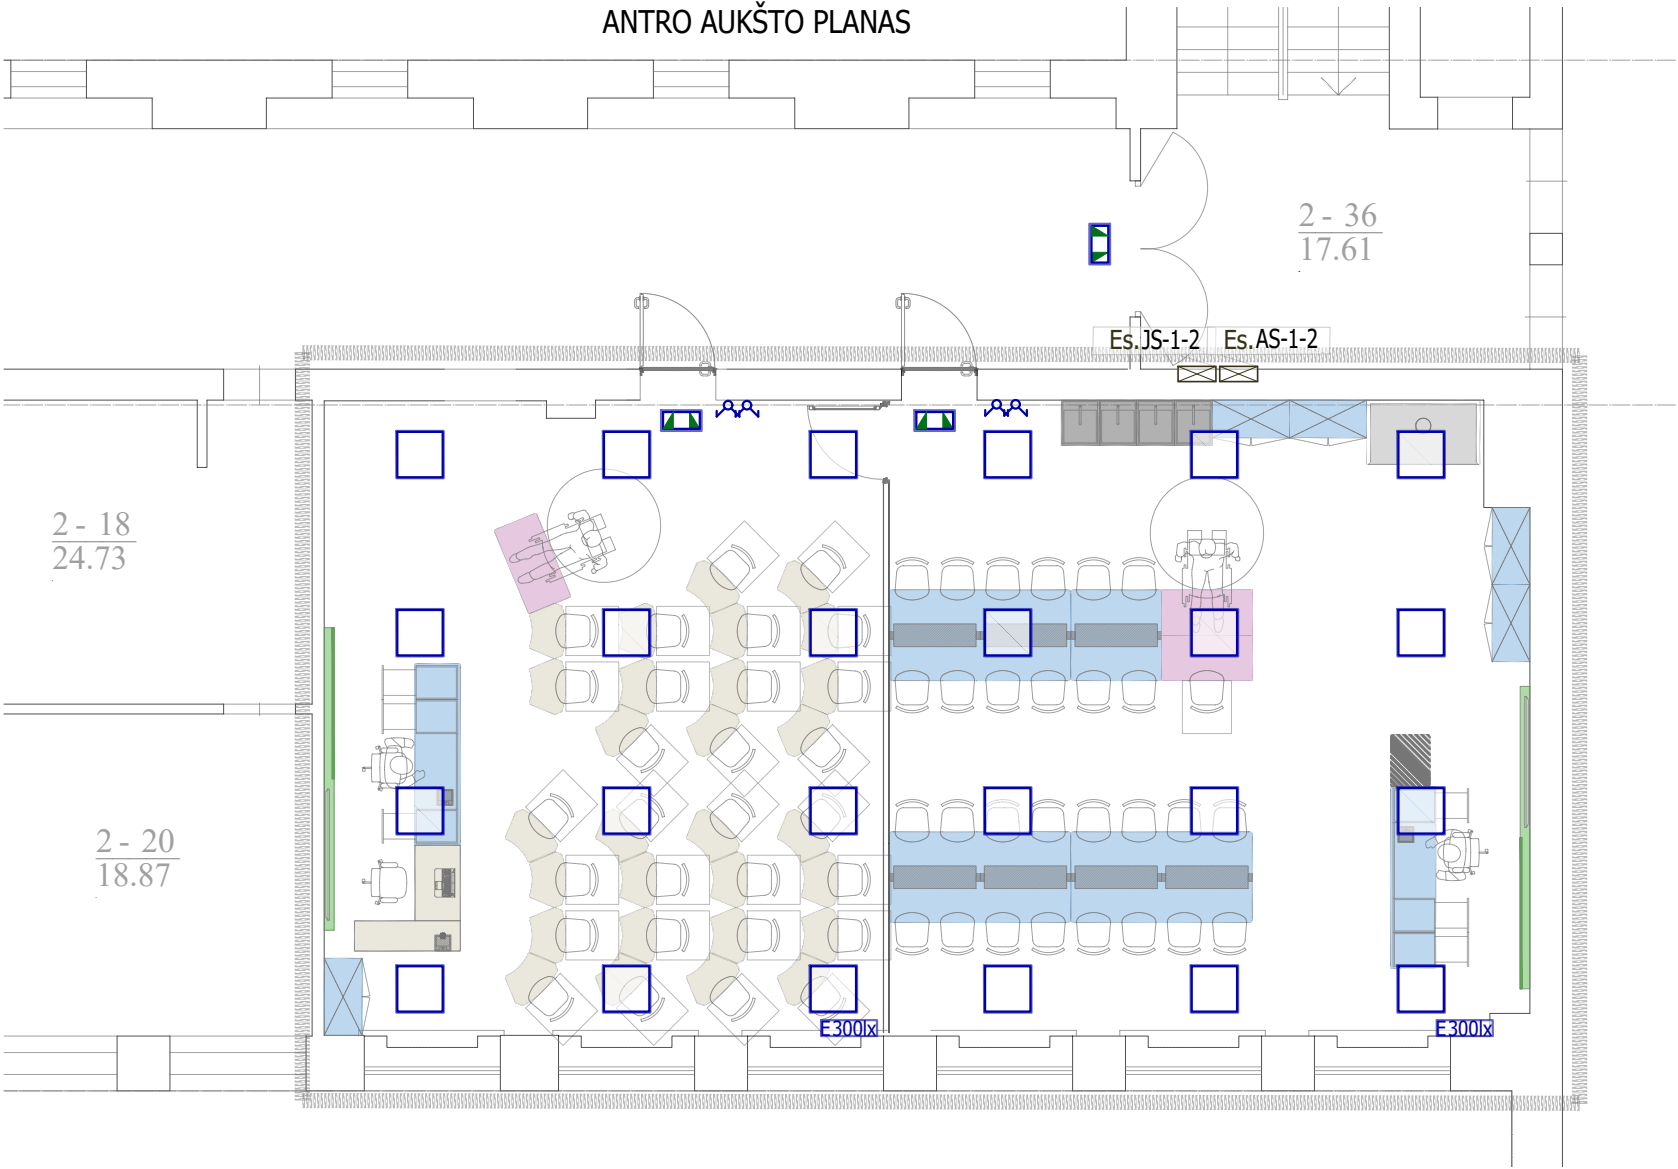 ANTRO AUKŠTO PLANAS
2 - 36
17.61
Es.JS-1-2
Es.AS-1-2
2 - 18
24.73
2 - 20
18.87
E300lx
E300lx